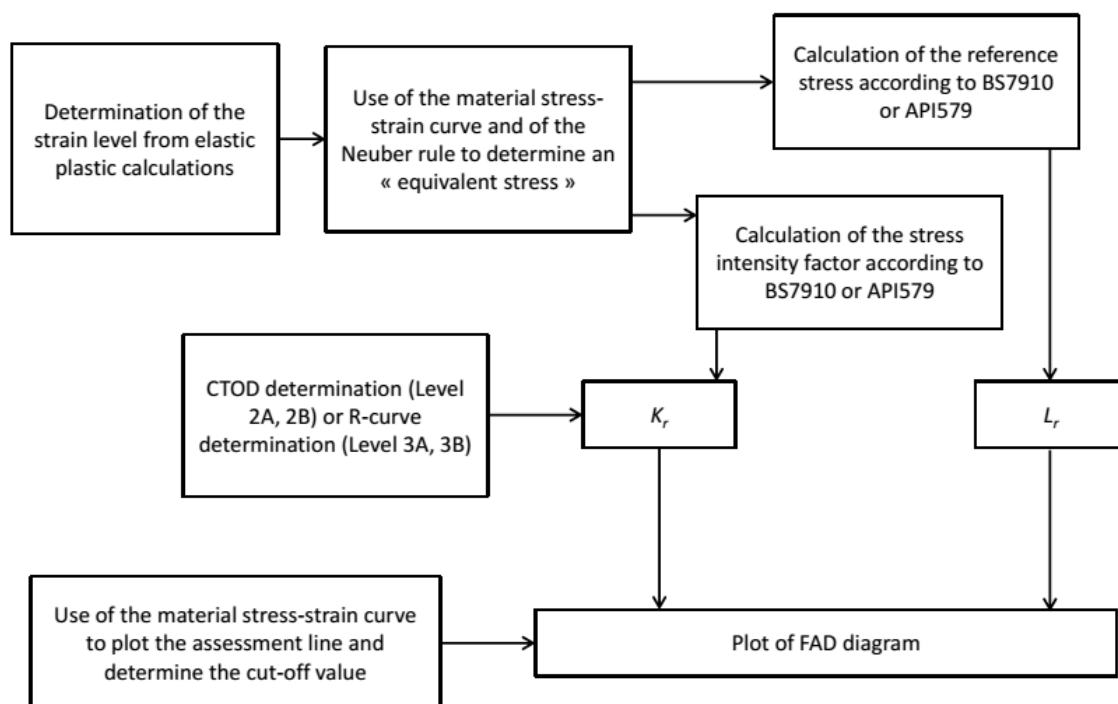 Determination of the
strain level from elastic
plastic calculations
Use of the material stress-
strain curve and of the
Neuber rule to determine an
« equivalent stress »
Calculation of the reference
stress according to BS7910
or API579
Calculation of the stress
intensity factor according to
BS7910 or API579
CTOD determination (Level
2A, 2B) or R-curve
determination (Level 3A, 3B)
Kr
Lr
Use of the material stress-strain curve
to plot the assessment line and
determine the cut-off value
Plot of FAD diagram